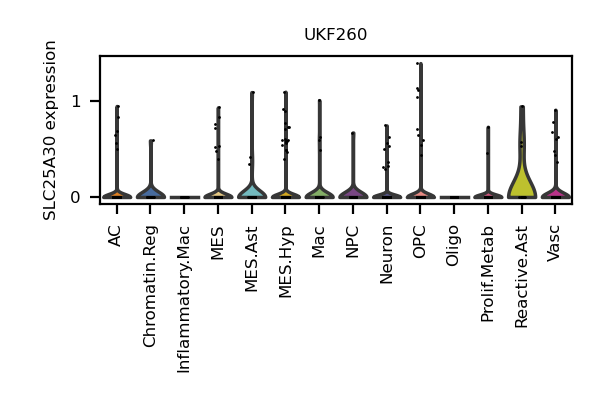 UKF260
SLC25A30 expression
1
0
AC
Chromatin.Reg
Inflammatory.Mac
MES
MES.Ast
MES.Hyp
Mac
NPC
Neuron
OPC
Oligo
Prolif.Metab
Reactive.Ast
Vasc